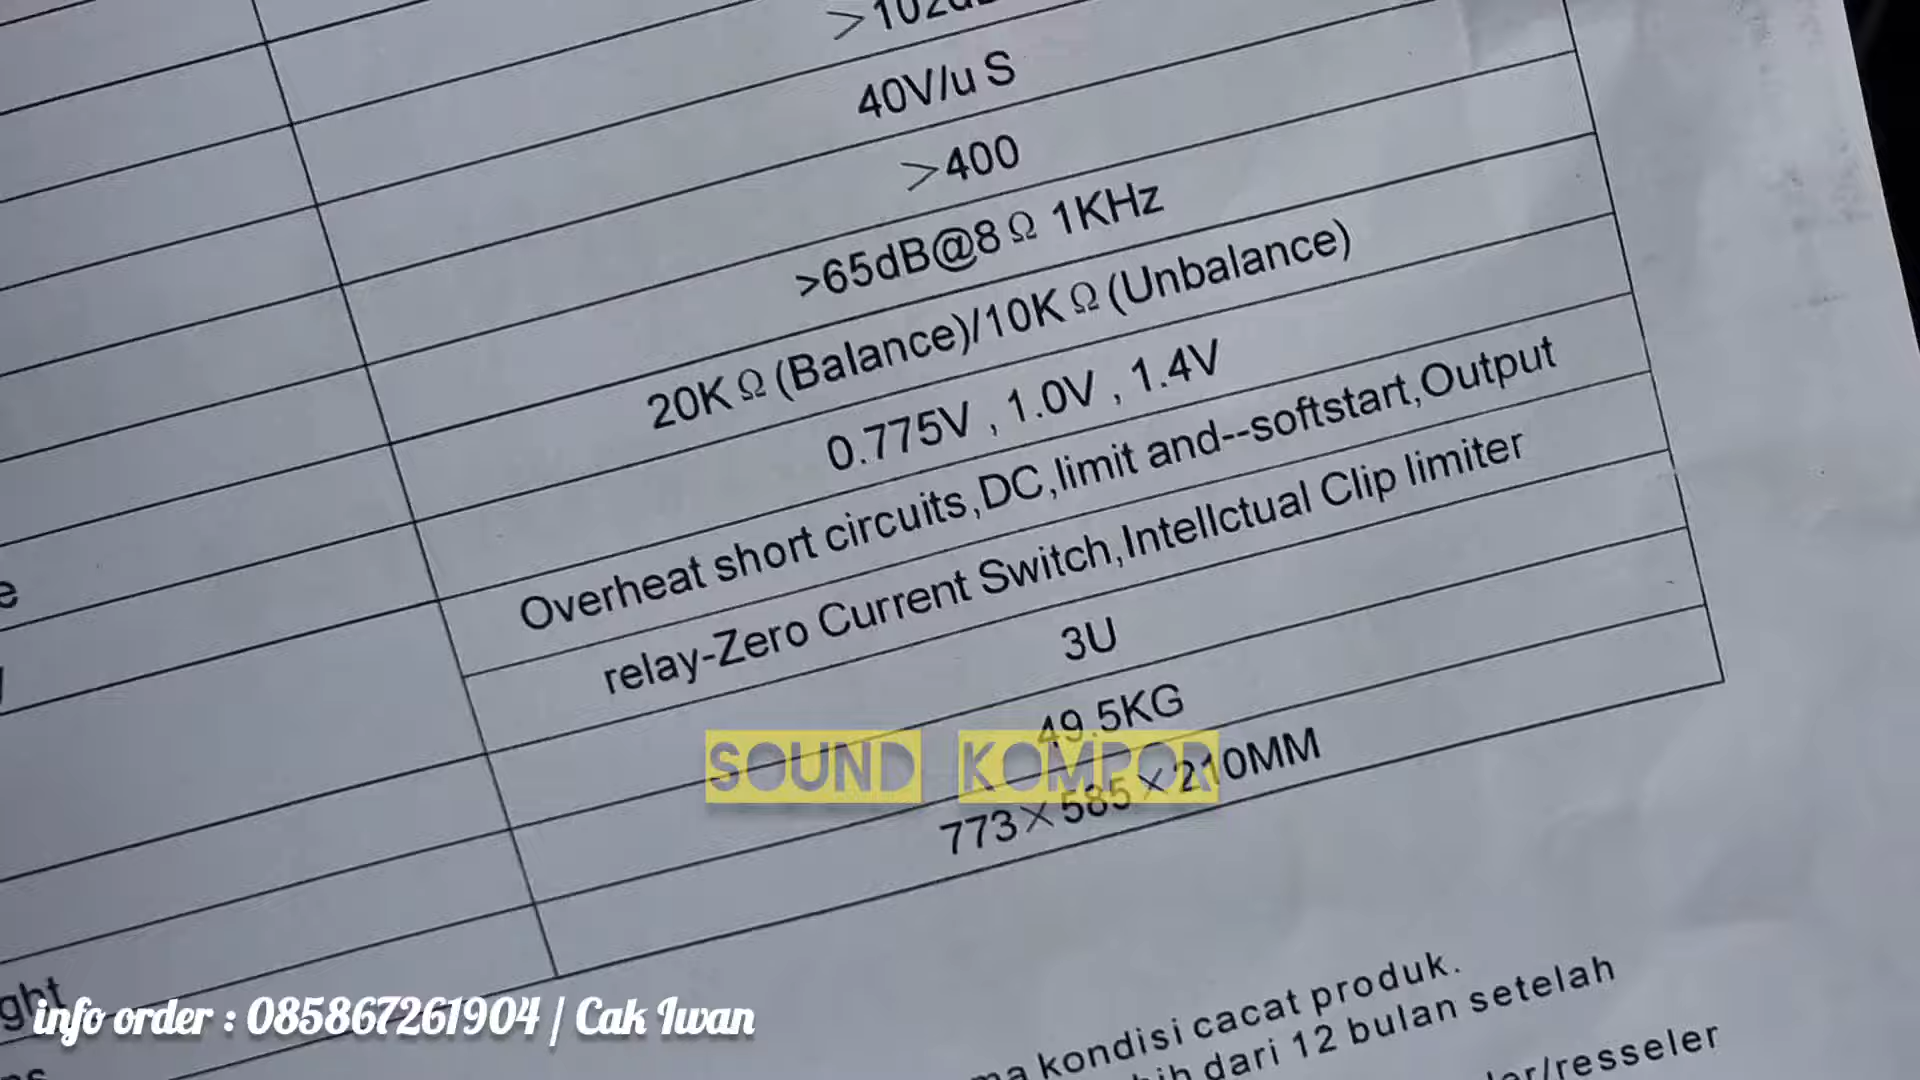 40V/u S
>400
>65dB@8Ω 1KHz
20KΩ(Balance)/10KΩ(Unbalance)
0.775V , 1.0V , 1.4V
Overheat short circuits,DC,limit and--softstart,Output
relay-Zero Current Switch,Intellctual Clip limiter
3U
49.5KG
SOUND KOMPOR
773×585×210MM
info order : 085867261904 / Cak Iwan
kondisi cacat produk.
dari 12 bulan setelah
/resseler